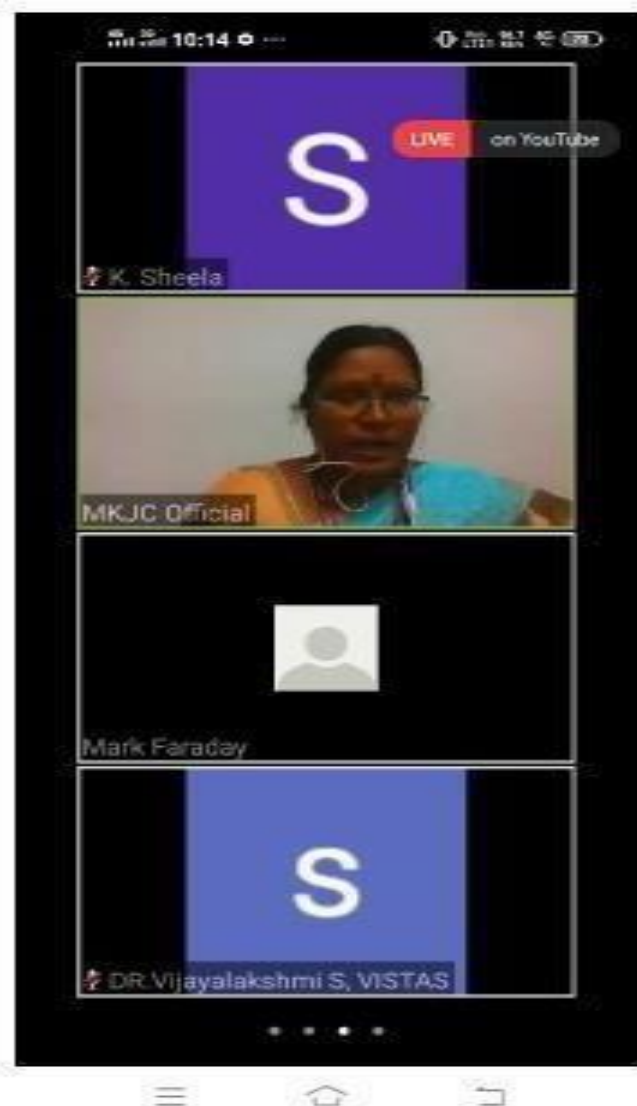 10:14
S
LIVE on YouTube
K. Sheela
MKJC Official
Mark Faraday
S
DR.Vijayalakshmi S, VISTAS